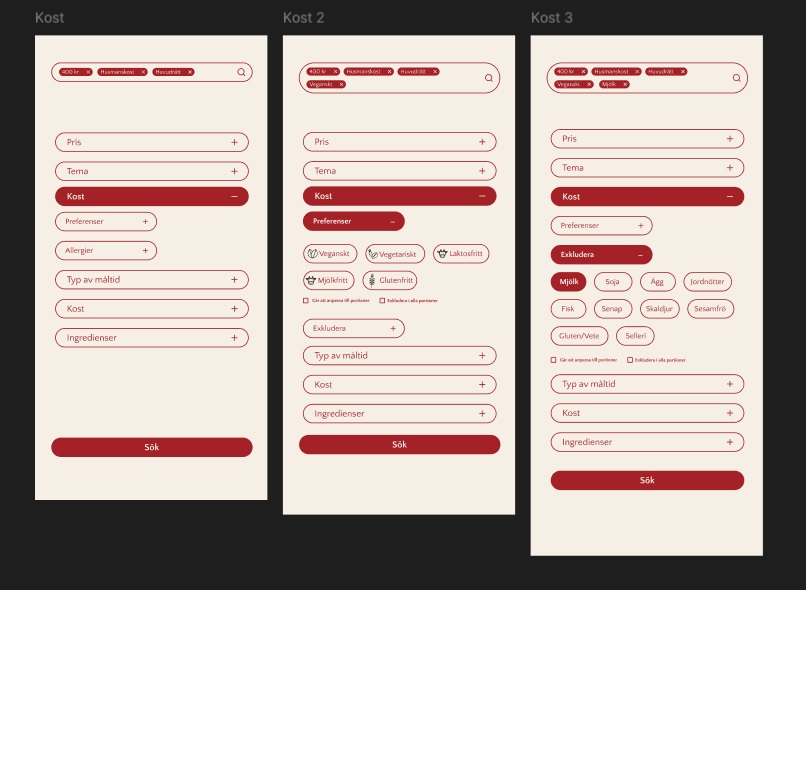 Kost
400 kr × Husmanskost × Huvudrätt ×
Pris +
Tema +
Kost –
Preferenser +
Allergier +
Typ av måltid +
Kost +
Ingredienser +
Sök
Kost 2
400 kr × Husmanskost × Huvudrätt ×
Veganskt ×
Pris +
Tema +
Kost –
Preferenser –
Veganskt Vegetariskt Laktosfritt
Mjölkfritt Glutenfritt
Går att anpassa till portioner Exkludera i alla portioner
Exkludera +
Typ av måltid +
Kost +
Ingredienser +
Sök
Kost 3
400 kr × Husmanskost × Huvudrätt ×
Veganskt × Mjölk ×
Pris +
Tema +
Kost –
Preferenser +
Exkludera –
Mjölk Soja Ägg Jordnötter
Fisk Senap Skaldjur Sesamfrö
Gluten/Vete Selleri
Går att anpassa till portioner Exkludera i alla portioner
Typ av måltid +
Kost +
Ingredienser +
Sök